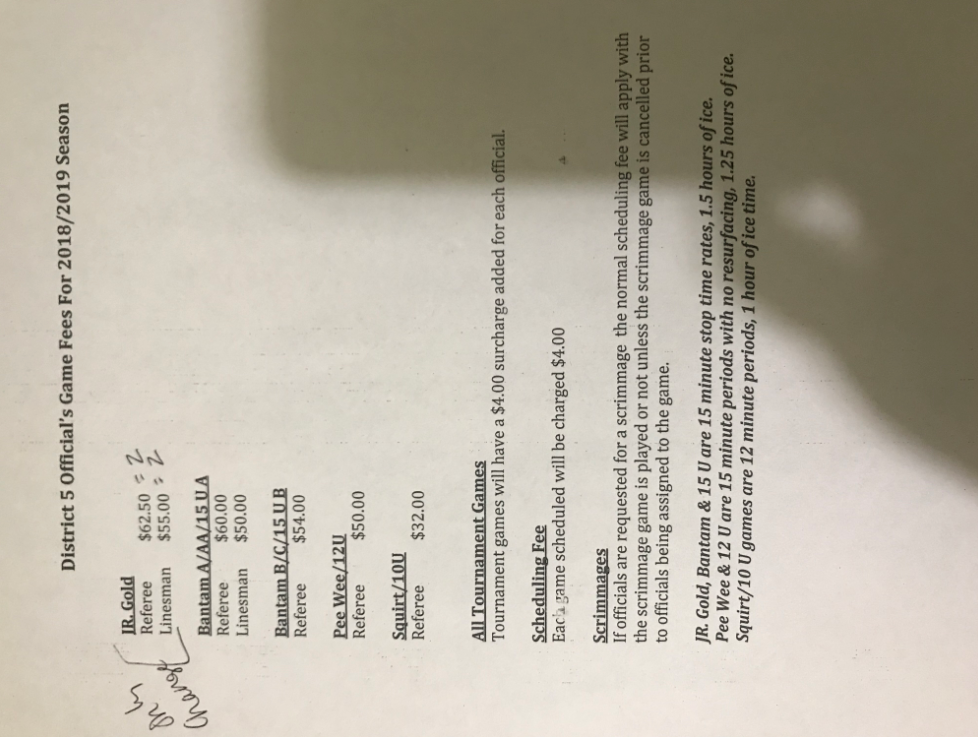 District 5 Official's Game Fees For 2018/2019 Season
JR. Gold
Referee $62.50 = 2
Linesman $55.00 = 2
Bantam A/AA/15 U A
Referee $60.00
Linesman $50.00
Bantam B/C/15 U B
Referee $54.00
Pee Wee/12U
Referee $50.00
Squirt/10U
Referee $32.00
All Tournament Games
Tournament games will have a $4.00 surcharge added for each official.
Scheduling Fee
Each game scheduled will be charged $4.00
Scrimmages
If officials are requested for a scrimmage the normal scheduling fee will apply with
the scrimmage game is played or not unless the scrimmage game is cancelled prior
to officials being assigned to the game.
JR. Gold, Bantam & 15 U are 15 minute stop time rates, 1.5 hours of ice.
Pee Wee & 12 U are 15 minute periods with no resurfacing, 1.25 hours of ice.
Squirt/10 U games are 12 minute periods, 1 hour of ice time.